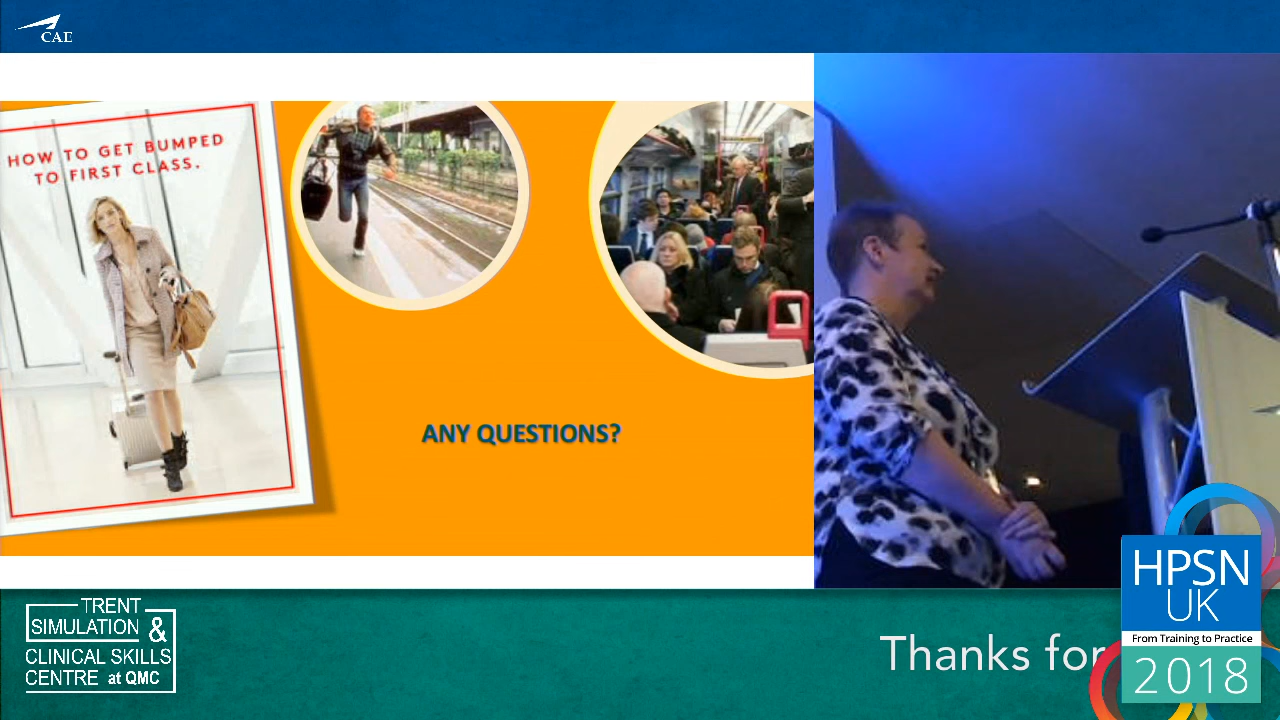 CAE
HOW TO GET BUMPED
TO FIRST CLASS.
ANY QUESTIONS?
TRENT
SIMULATION &
CLINICAL SKILLS
CENTRE at QMC
Thanks for
HPSN
UK
From Training to Practice
2018